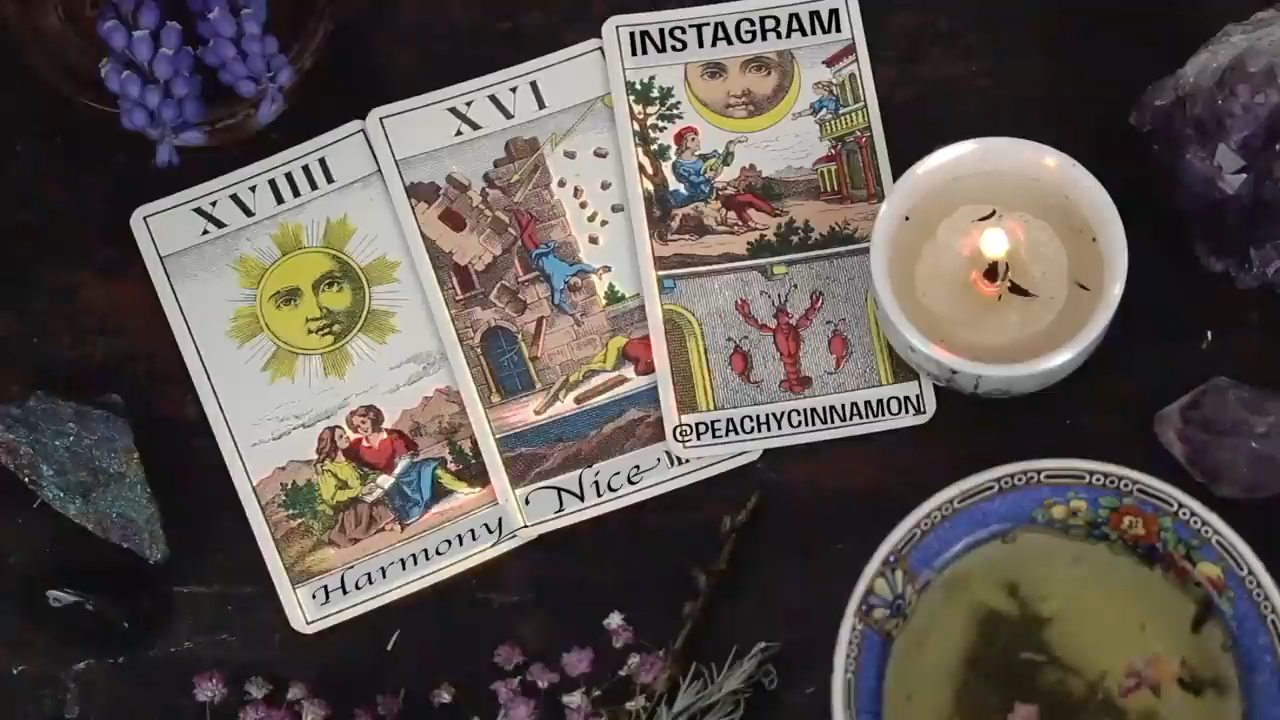 XVIIII
Harmony
XVI
Nice
INSTAGRAM
@PEACHYCINNAMON